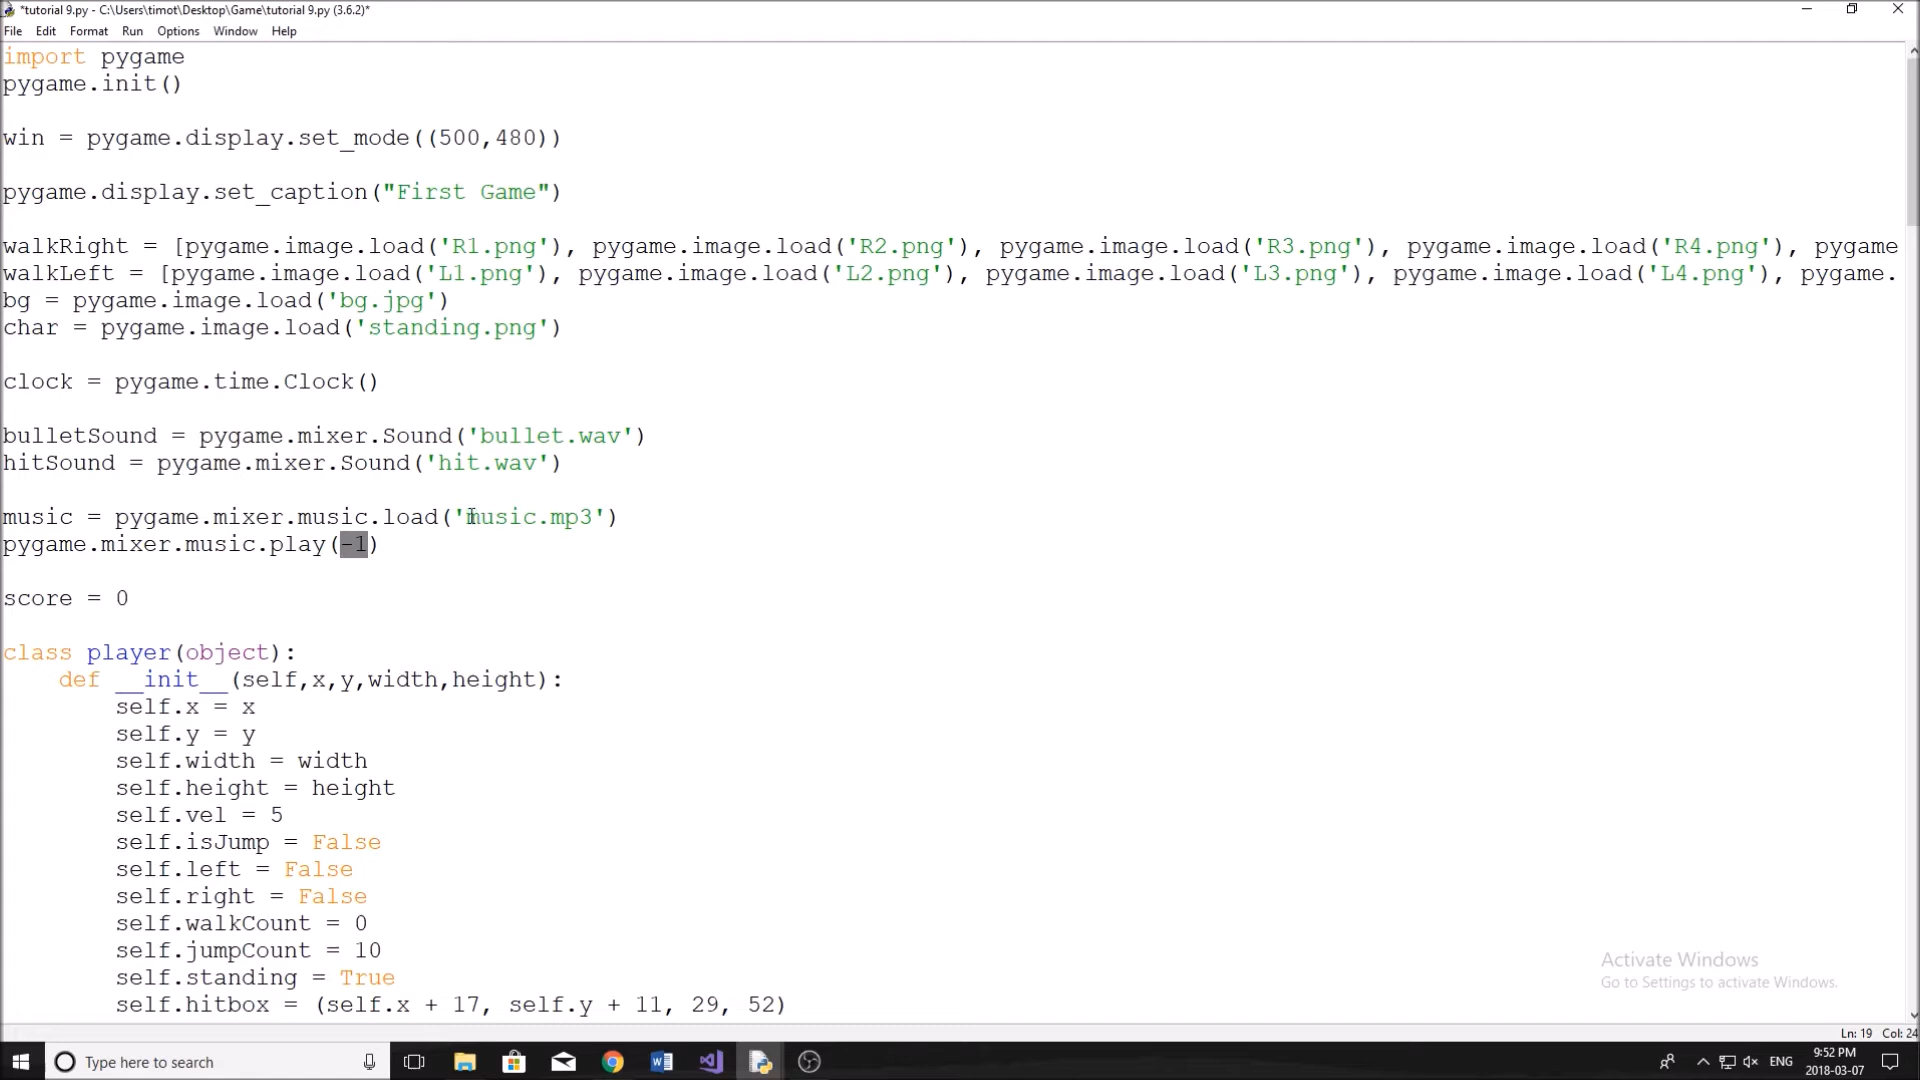 *tutorial 9.py - C:\Users\timot\Desktop\Game\tutorial 9.py (3.6.2)*
File Edit Format Run Options Window Help
import pygame
pygame.init()
win = pygame.display.set_mode((500,480))
pygame.display.set_caption("First Game")
walkRight = [pygame.image.load('R1.png'), pygame.image.load('R2.png'), pygame.image.load('R3.png'), pygame.image.load('R4.png'), pygame
walkLeft = [pygame.image.load('L1.png'), pygame.image.load('L2.png'), pygame.image.load('L3.png'), pygame.image.load('L4.png'), pygame.
bg = pygame.image.load('bg.jpg')
char = pygame.image.load('standing.png')
clock = pygame.time.Clock()
bulletSound = pygame.mixer.Sound('bullet.wav')
hitSound = pygame.mixer.Sound('hit.wav')
music = pygame.mixer.music.load('music.mp3')
pygame.mixer.music.play(-1)
score = 0
class player(object):
    def __init__(self,x,y,width,height):
        self.x = x
        self.y = y
        self.width = width
        self.height = height
        self.vel = 5
        self.isJump = False
        self.left = False
        self.right = False
        self.walkCount = 0
        self.jumpCount = 10
        self.standing = True
        self.hitbox = (self.x + 17, self.y + 11, 29, 52)
Activate Windows
Go to Settings to activate Windows.
Ln: 19 Col: 24
Type here to search
ENG
9:52 PM
2018-03-07